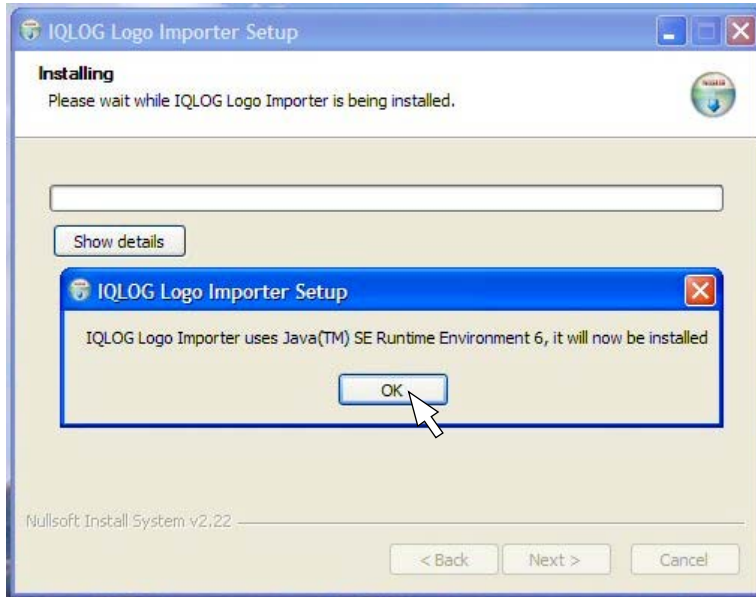 IQLOG Logo Importer Setup
Installing
Please wait while IQLOG Logo Importer is being installed.
Show details
IQLOG Logo Importer Setup
IQLOG Logo Importer uses Java(TM) SE Runtime Environment 6, it will now be installed
OK
Nullsoft Install System v2.22
< Back
Next >
Cancel